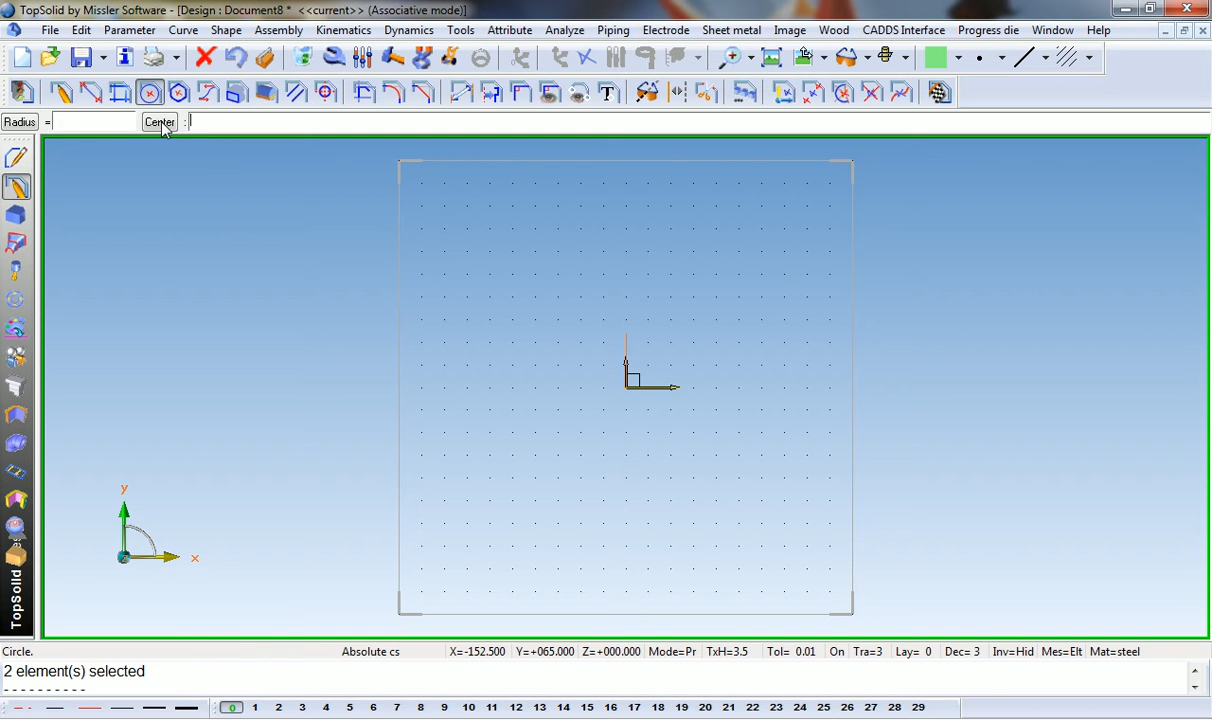 TopSolid by Missler Software - [Design : Document8 * <<current>> (Associative mode)]
File Edit Parameter Curve Shape Assembly Kinematics Dynamics Tools Attribute Analyze Piping Electrode Sheet metal Image Wood CADDS Interface Progress die Window Help
Radius = Center :
y
x
TopSolid
Circle. Absolute cs X=-152.500 Y=+065.000 Z=+000.000 Mode=Pr TxH=3.5 Tol= 0.01 On Tra=3 Lay= 0 Dec= 3 Inv=Hid Mes=Elt Mat=steel
2 element(s) selected
- - - - - - - - - -
0 1 2 3 4 5 6 7 8 9 10 11 12 13 14 15 16 17 18 19 20 21 22 23 24 25 26 27 28 29